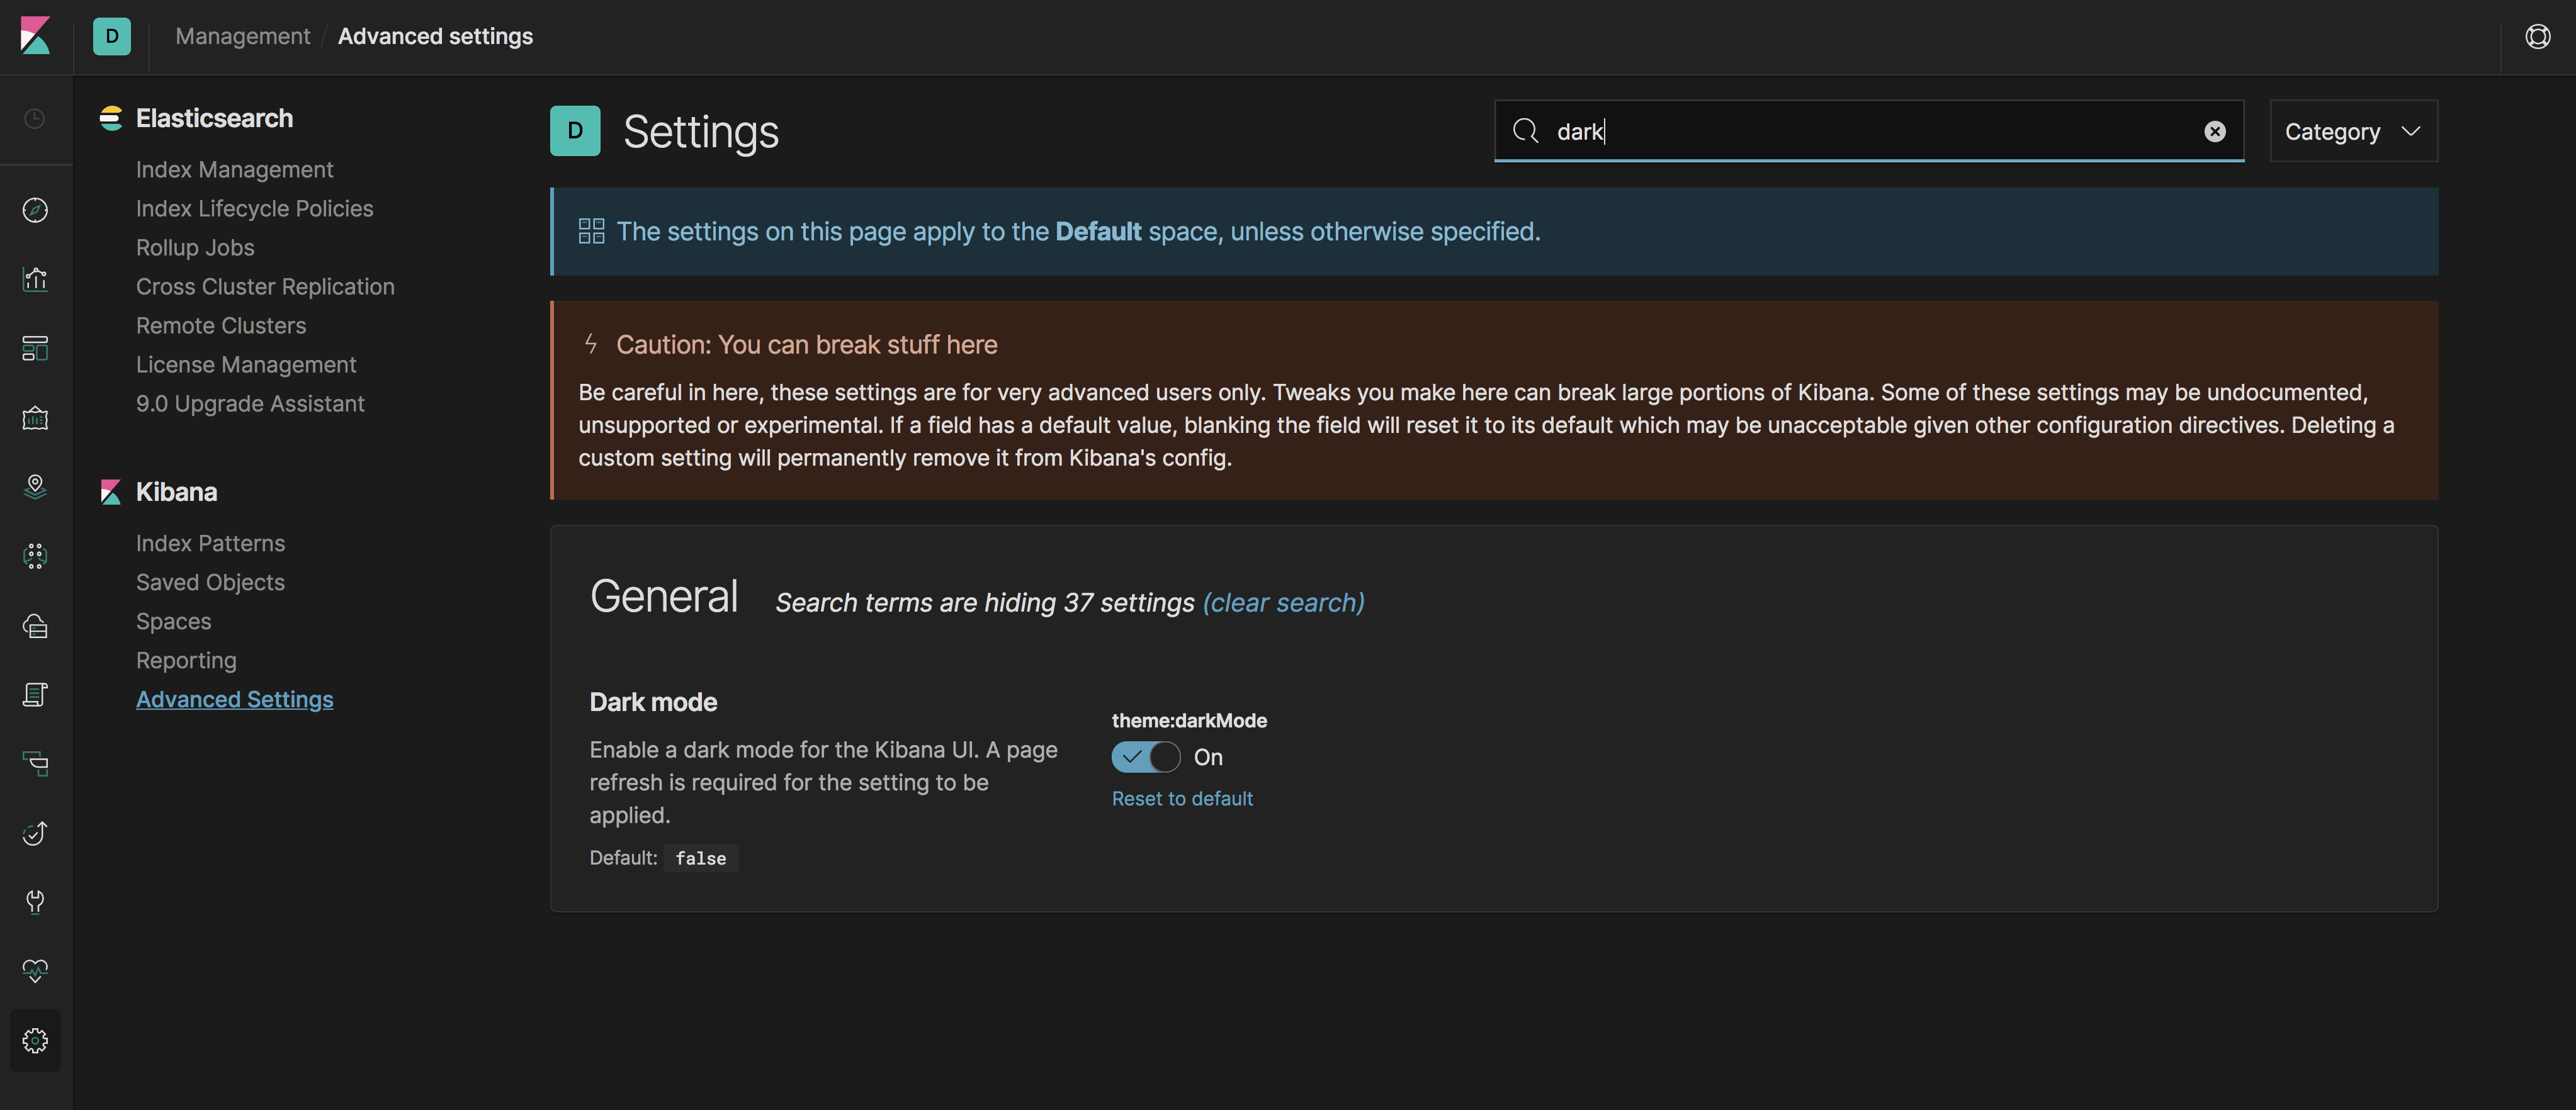 D
Management / Advanced settings
Elasticsearch
Index Management
Index Lifecycle Policies
Rollup Jobs
Cross Cluster Replication
Remote Clusters
License Management
9.0 Upgrade Assistant
Kibana
Index Patterns
Saved Objects
Spaces
Reporting
Advanced Settings
D
Settings
dark
Category
The settings on this page apply to the Default space, unless otherwise specified.
Caution: You can break stuff here
Be careful in here, these settings are for very advanced users only. Tweaks you make here can break large portions of Kibana. Some of these settings may be undocumented,
unsupported or experimental. If a field has a default value, blanking the field will reset it to its default which may be unacceptable given other configuration directives. Deleting a
custom setting will permanently remove it from Kibana's config.
General
Search terms are hiding 37 settings (clear search)
Dark mode
Enable a dark mode for the Kibana UI. A page
refresh is required for the setting to be
applied.
Default: false
theme:darkMode
On
Reset to default